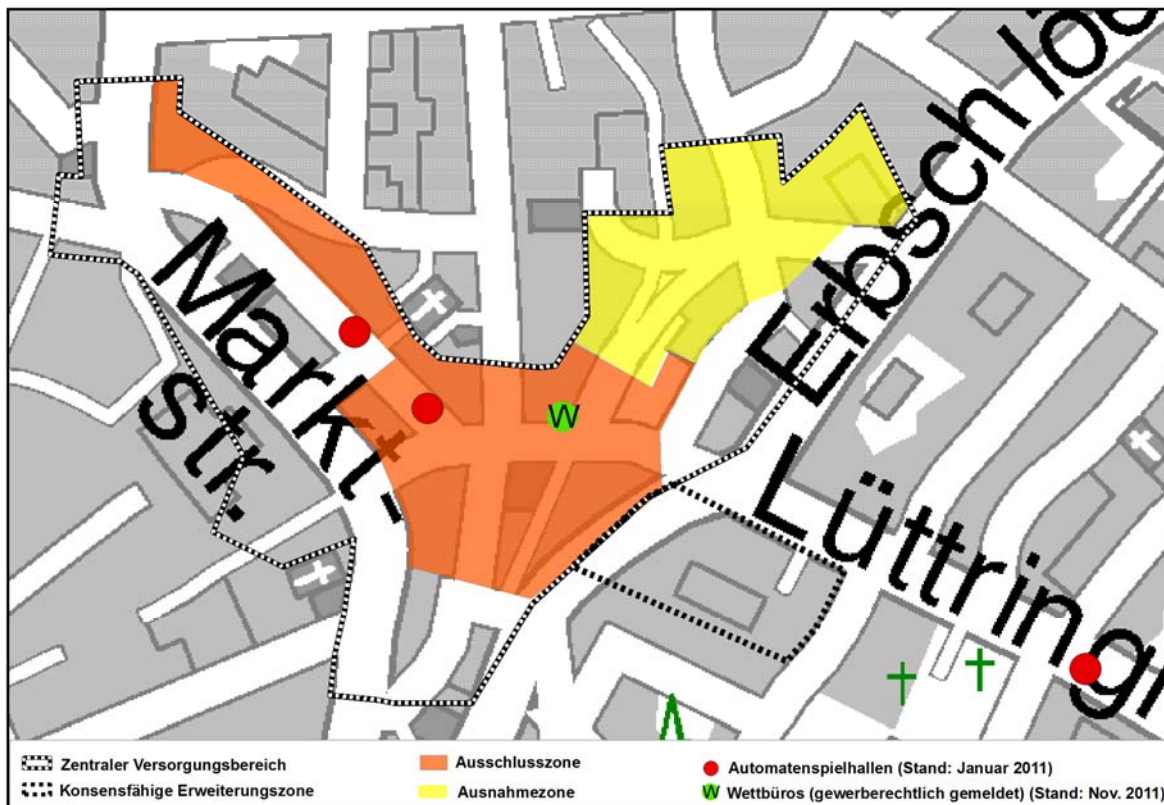 Erbschlöe
Markt-
str.
Lüttringh
W
Zentraler Versorgungsbereich
Konsensfähige Erweiterungszone
Ausschlusszone
Ausnahmezone
Automatenspielhallen (Stand: Januar 2011)
W Wettbüros (gewerberechtlich gemeldet) (Stand: Nov. 2011)